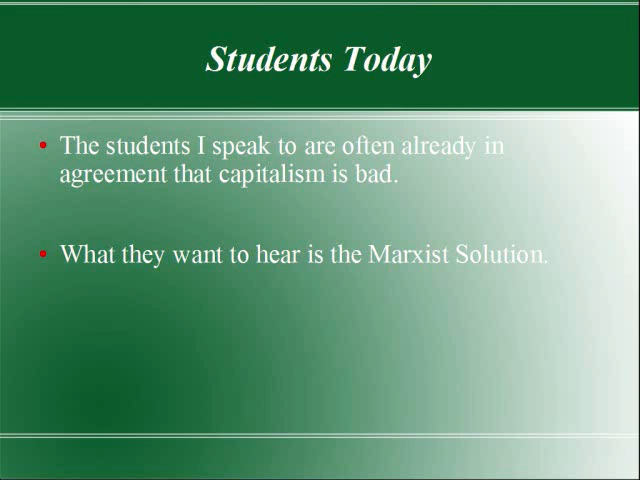 Students Today
The students I speak to are often already in
agreement that capitalism is bad.
What they want to hear is the Marxist Solution.